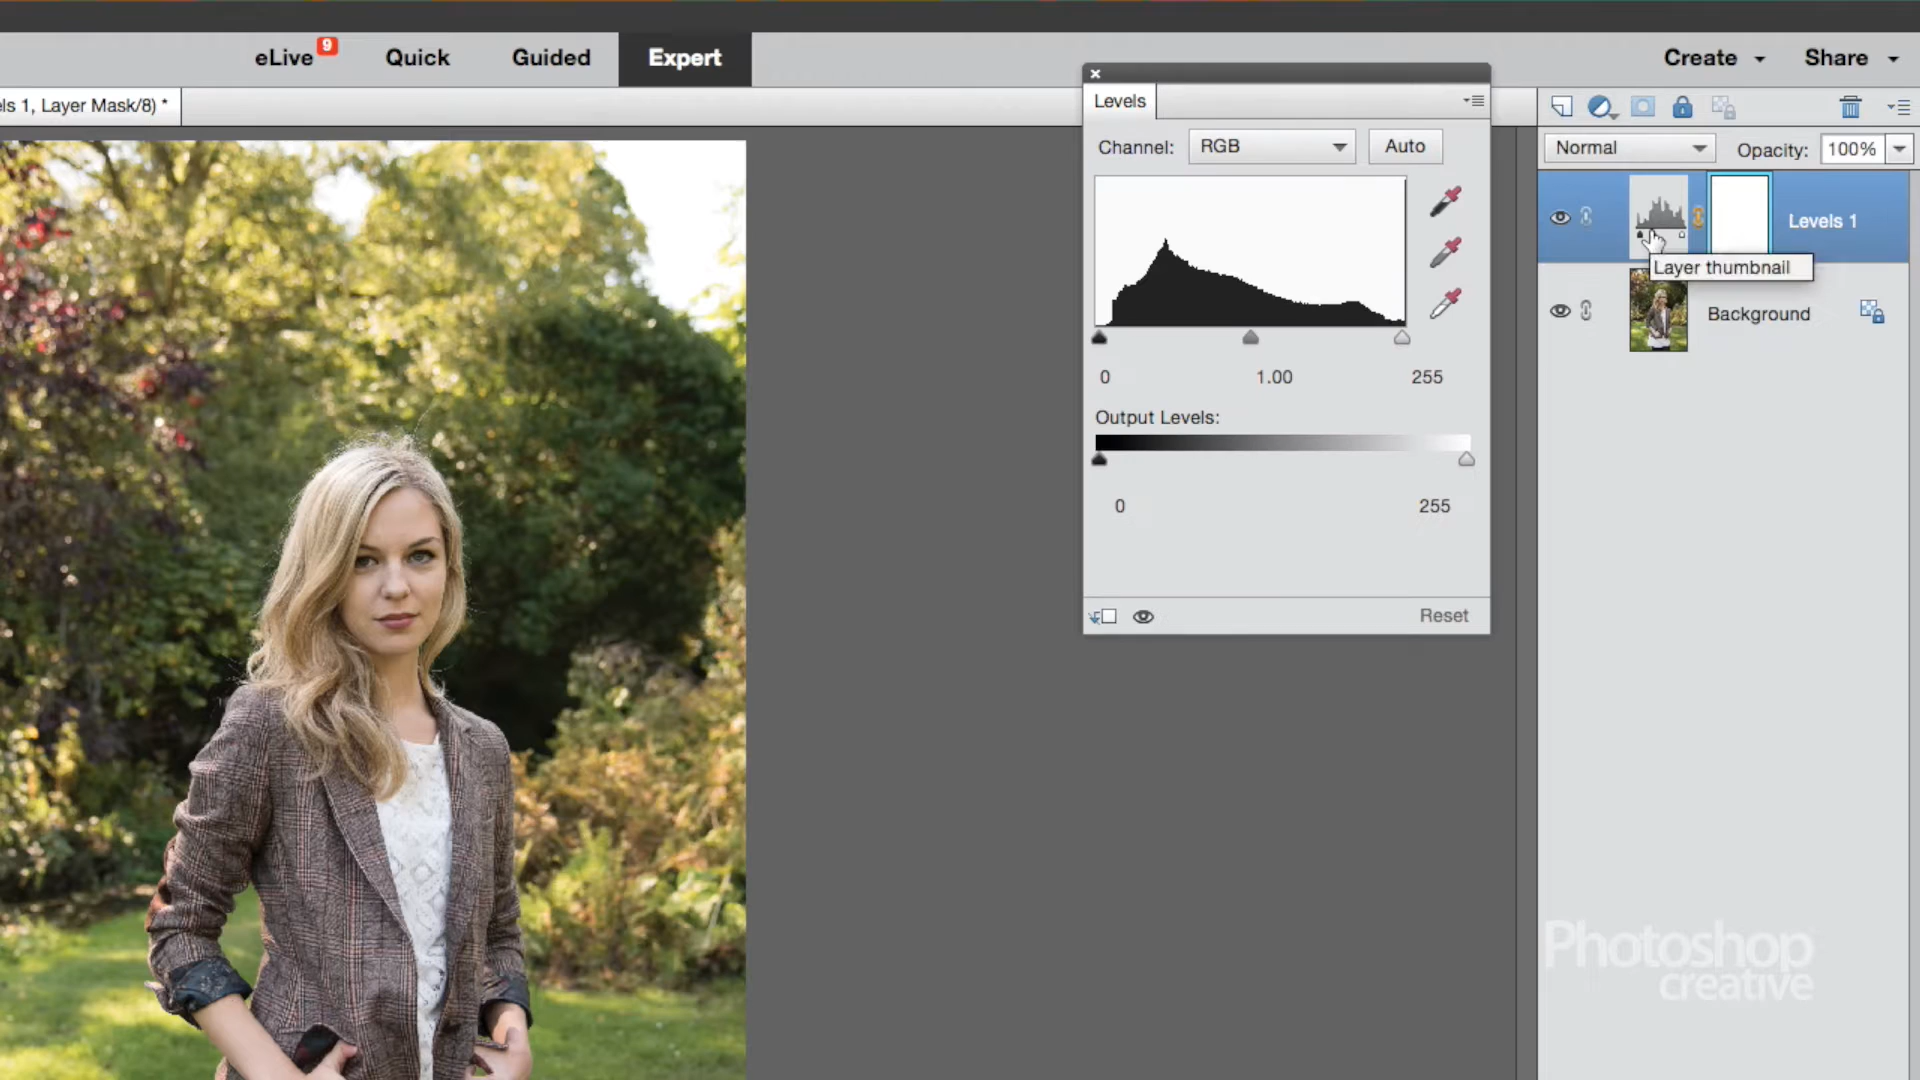 eLive 9 Quick Guided Expert Create Share
els 1, Layer Mask/8) *
Levels
Channel: RGB Auto
0 1.00 255
Output Levels:
0 255
Reset
Normal Opacity: 100%
Levels 1
Layer thumbnail
Background
Photoshop
creative